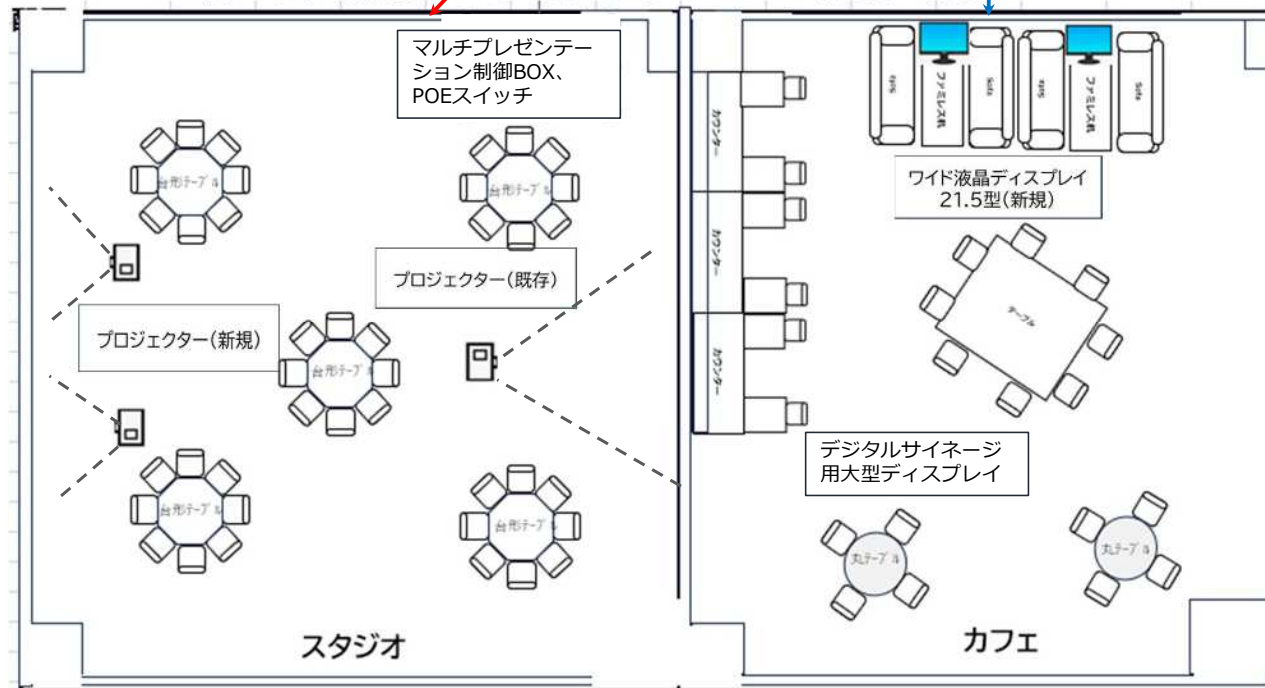 マルチプレゼンテー
ション制御BOX、
POEスイッチ
台形テーブル
台形テーブル
プロジェクター(既存)
プロジェクター(新規)
台形テーブル
台形テーブル
台形テーブル
スタジオ
カウンター
カウンター
カウンター
Sofa
ファミレス机
Sofa
Sofa
ファミレス机
Sofa
ワイド液晶ディスプレイ
21.5型(新規)
テーブル
デジタルサイネージ
用大型ディスプレイ
丸テーブル
丸テーブル
カフェ